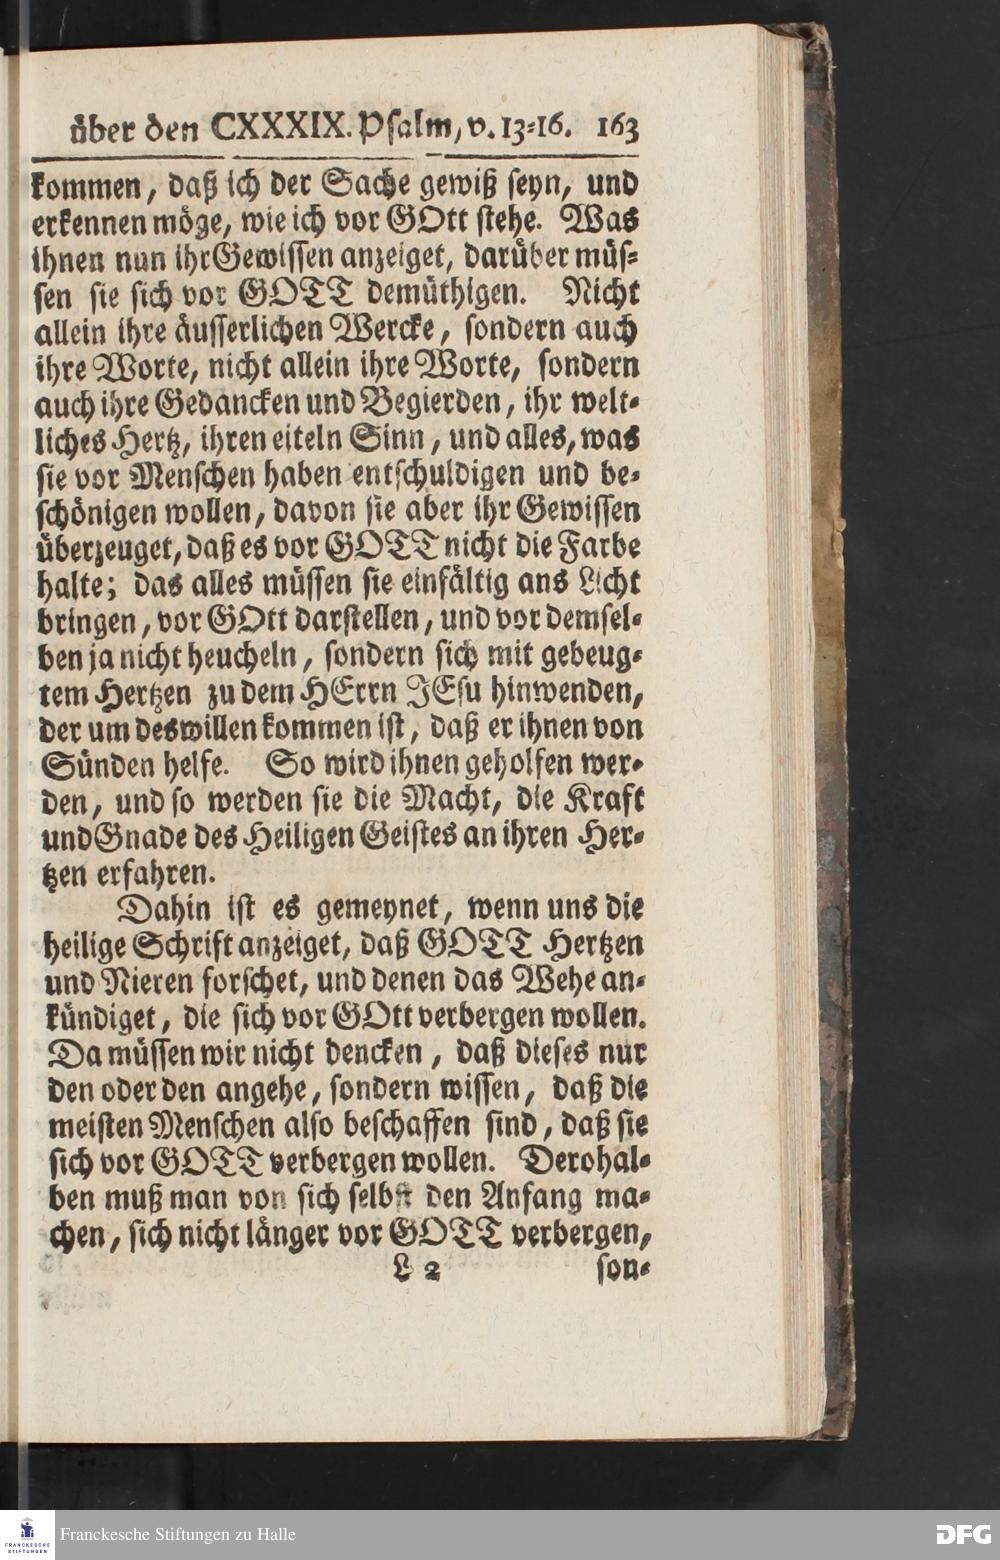 über den CXXXIX. Psalm, v. 13-16. 163
kommen, daß ich der Sache gewiß seyn, und
erkennen möge, wie ich vor GOtt stehe. Was
ihnen nun ihr Gewissen anzeiget, darüber müs-
sen sie sich vor GOTT demüthigen. Nicht
allein ihre äusserlichen Wercke, sondern auch
ihre Worte, nicht allein ihre Worte, sondern
auch ihre Gedancken und Begierden, ihr welt-
liches Hertz, ihren eiteln Sinn, und alles, was
sie vor Menschen haben entschuldigen und be-
schönigen wollen, davon sie aber ihr Gewissen
überzeuget, daß es vor GOTT nicht die Farbe
halte; das alles müssen sie einfältig ans Licht
bringen, vor GOtt darstellen, und vor demsel-
ben ja nicht heucheln, sondern sich mit gebeug-
tem Hertzen zu dem HErrn JEsu hinwenden,
der um deswillen kommen ist, daß er ihnen von
Sünden helfe. So wird ihnen geholfen wer-
den, und so werden sie die Macht, die Kraft
und Gnade des Heiligen Geistes an ihren Her-
tzen erfahren.
Dahin ist es gemeynet, wenn uns die
heilige Schrift anzeiget, daß GOTT Hertzen
und Nieren forschet, und denen das Wehe an-
kündiget, die sich vor GOtt verbergen wollen.
Da müssen wir nicht dencken, daß dieses nur
den oder den angehe, sondern wissen, daß die
meisten Menschen also beschaffen sind, daß sie
sich vor GOTT verbergen wollen. Derohal-
ben muß man von sich selbst den Anfang ma-
chen, sich nicht länger vor GOTT verbergen,
L 2 son-
FRANCKESCHE
STIFTUNGEN
Franckesche Stiftungen zu Halle
DFG